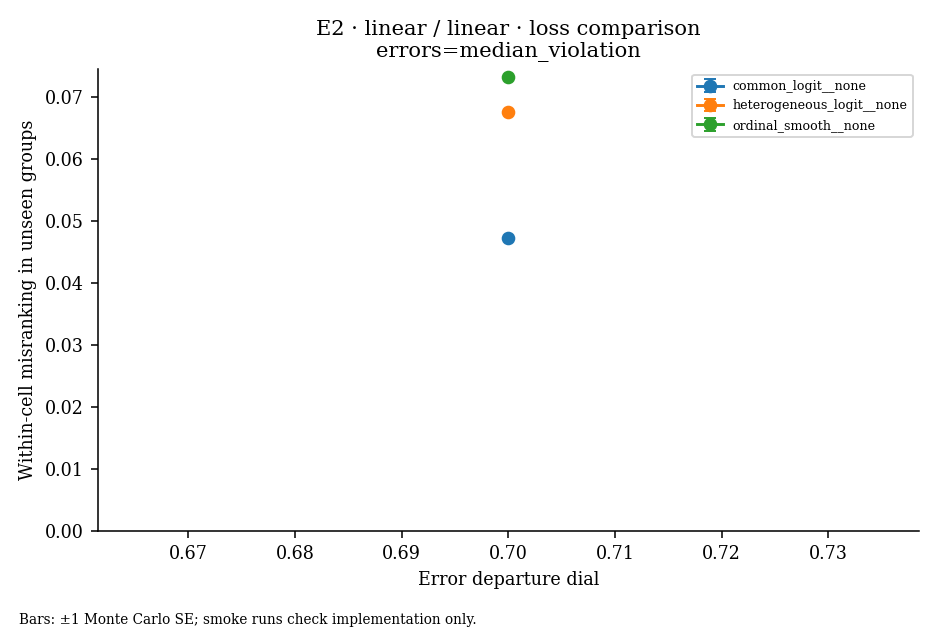 E2 · linear / linear · loss comparison
errors=median_violation
common_logit__none
heterogeneous_logit__none
ordinal_smooth__none
Within-cell misranking in unseen groups
0.07
0.06
0.05
0.04
0.03
0.02
0.01
0.00
0.67 0.68 0.69 0.70 0.71 0.72 0.73
Error departure dial
Bars: ±1 Monte Carlo SE; smoke runs check implementation only.